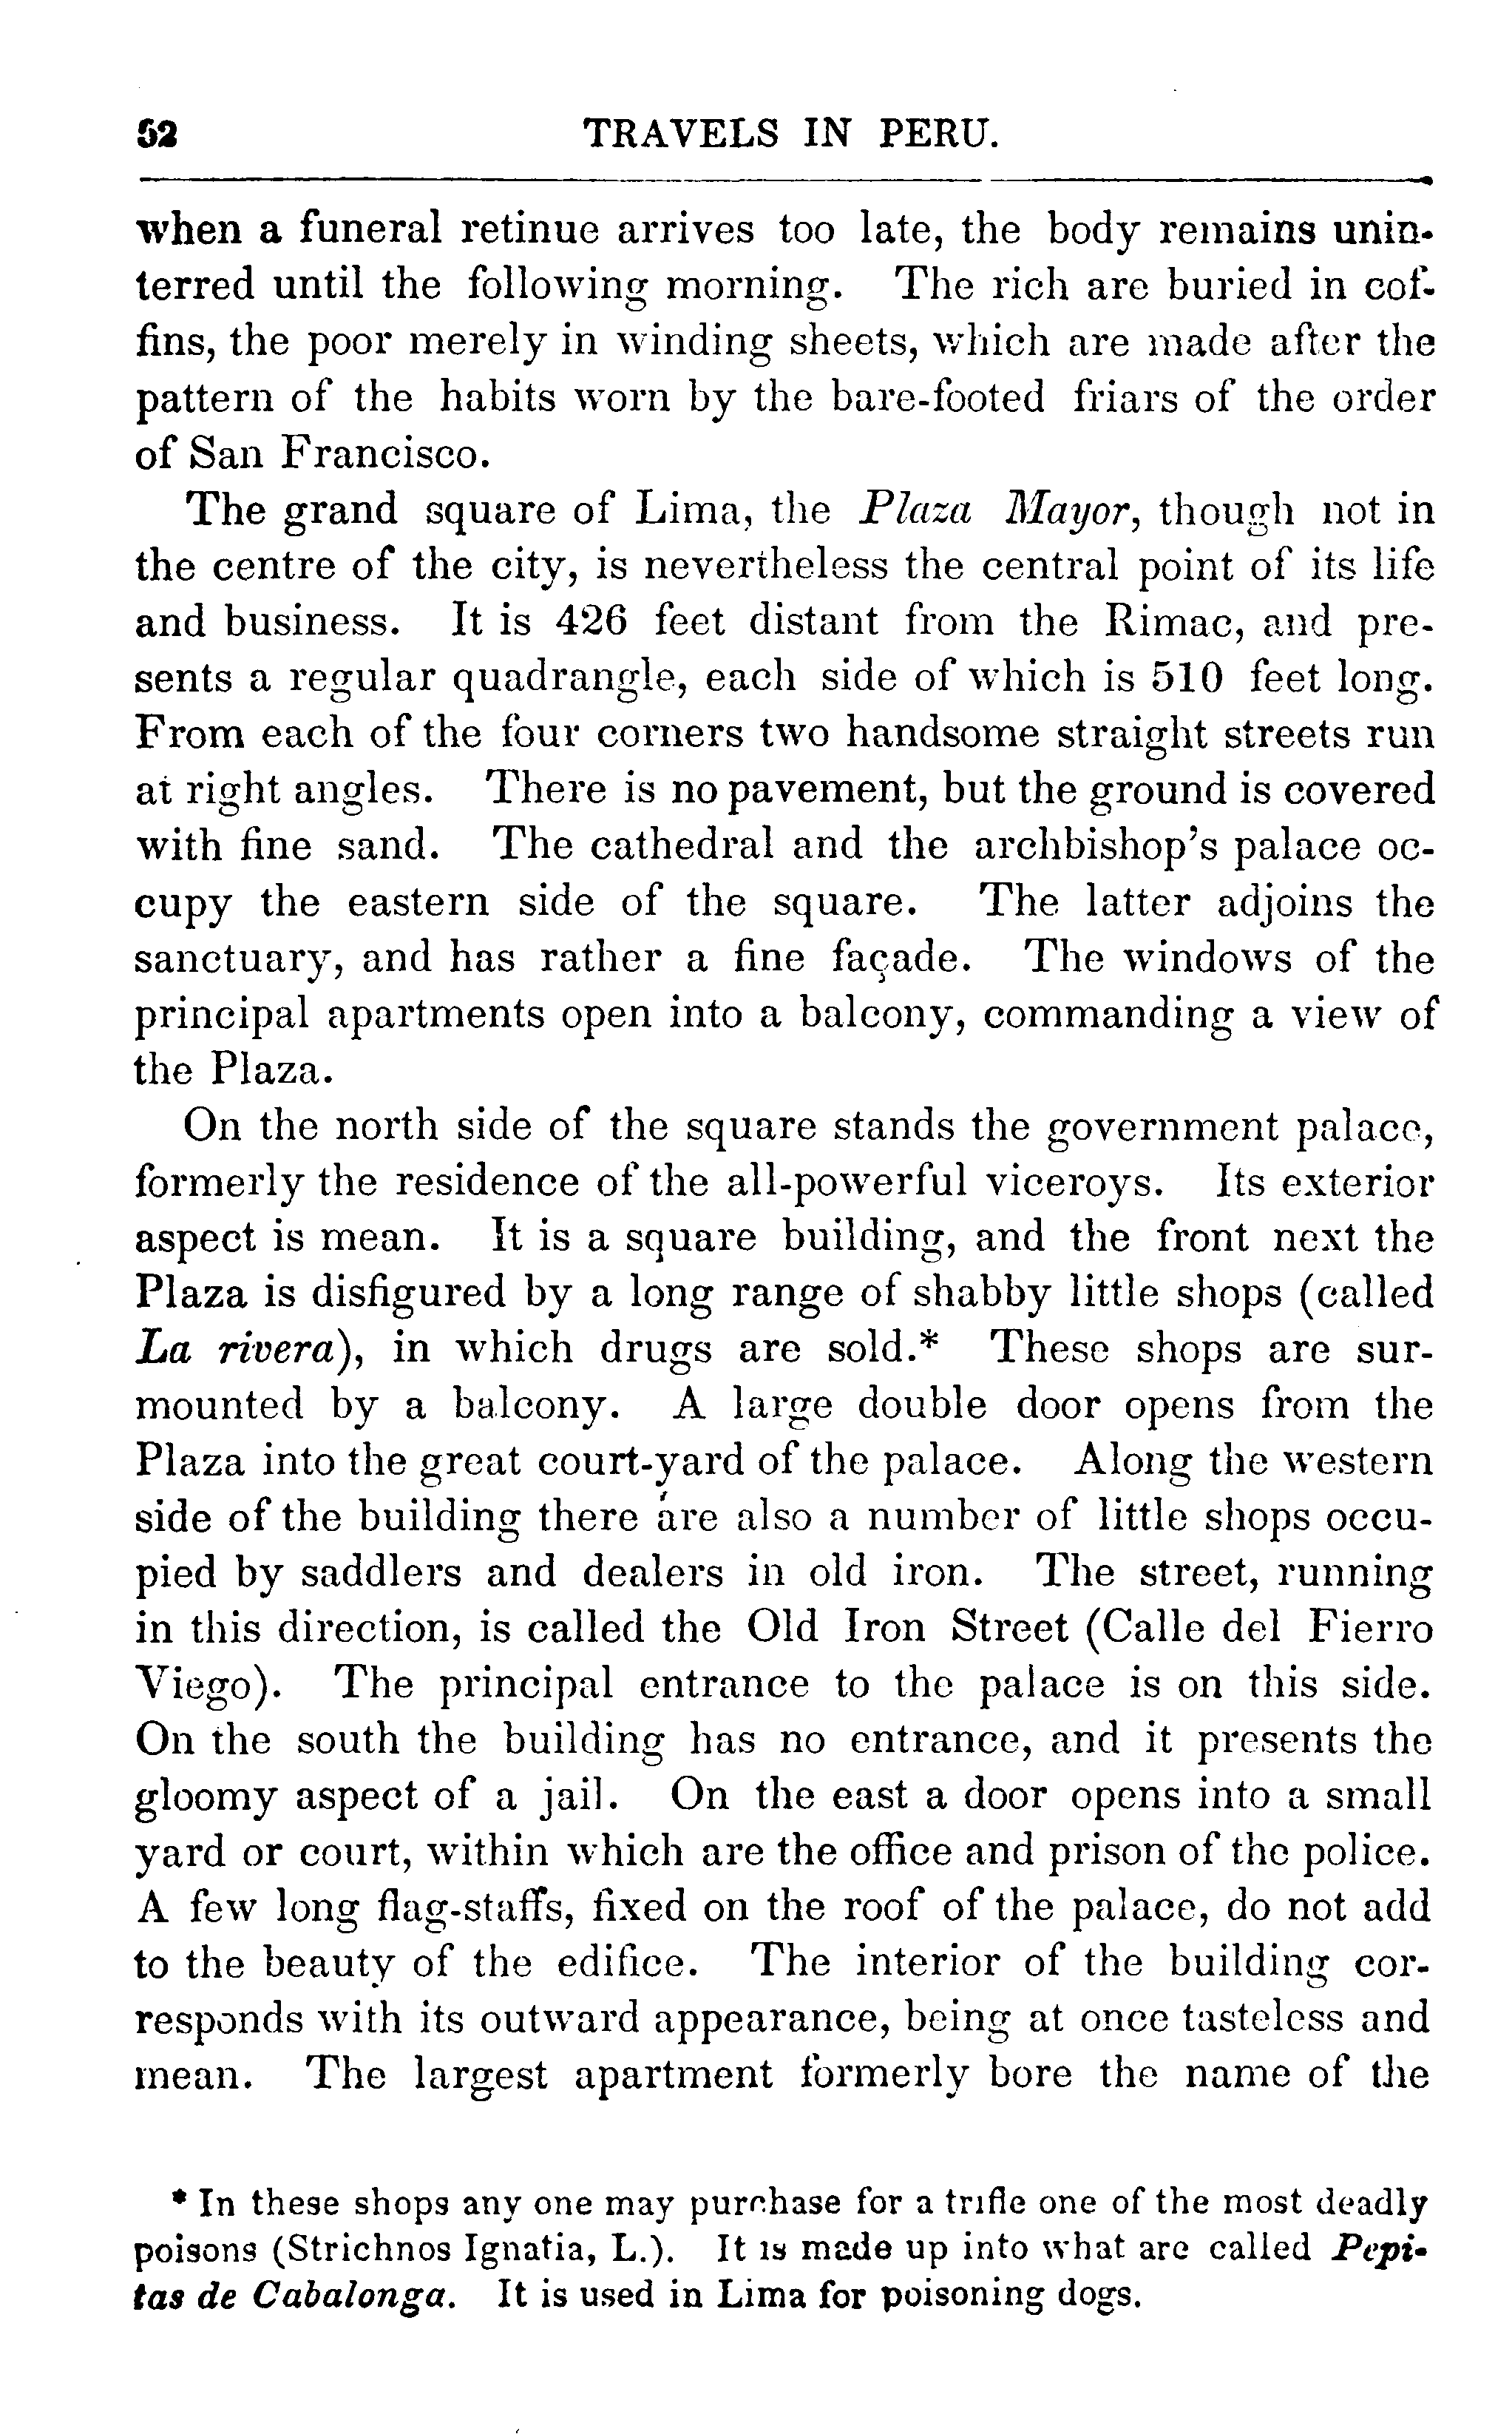 52 TRAVELS IN PERU.
when a funeral retinue arrives too late, the body remains unin-
terred until the following morning. The rich are buried in cof-
fins, the poor merely in winding sheets, which are made after the
pattern of the habits worn by the bare-footed friars of the order
of San Francisco.
The grand square of Lima, the Plaza Mayor, though not in
the centre of the city, is nevertheless the central point of its life
and business. It is 426 feet distant from the Rimac, and pre-
sents a regular quadrangle, each side of which is 510 feet long.
From each of the four corners two handsome straight streets run
at right angles. There is no pavement, but the ground is covered
with fine sand. The cathedral and the archbishop's palace oc-
cupy the eastern side of the square. The latter adjoins the
sanctuary, and has rather a fine façade. The windows of the
principal apartments open into a balcony, commanding a view of
the Plaza.
On the north side of the square stands the government palace,
formerly the residence of the all-powerful viceroys. Its exterior
aspect is mean. It is a square building, and the front next the
Plaza is disfigured by a long range of shabby little shops (called
La rivera), in which drugs are sold.* These shops are sur-
mounted by a balcony. A large double door opens from the
Plaza into the great court-yard of the palace. Along the western
side of the building there are also a number of little shops occu-
pied by saddlers and dealers in old iron. The street, running
in this direction, is called the Old Iron Street (Calle del Fierro
Viego). The principal entrance to the palace is on this side.
On the south the building has no entrance, and it presents the
gloomy aspect of a jail. On the east a door opens into a small
yard or court, within which are the office and prison of the police.
A few long flag-staffs, fixed on the roof of the palace, do not add
to the beauty of the edifice. The interior of the building cor-
responds with its outward appearance, being at once tasteless and
mean. The largest apartment formerly bore the name of the
* In these shops any one may purchase for a trifle one of the most deadly
poisons (Strichnos Ignatia, L.). It is made up into what are called Pepi-
tas de Cabalonga. It is used in Lima for poisoning dogs.